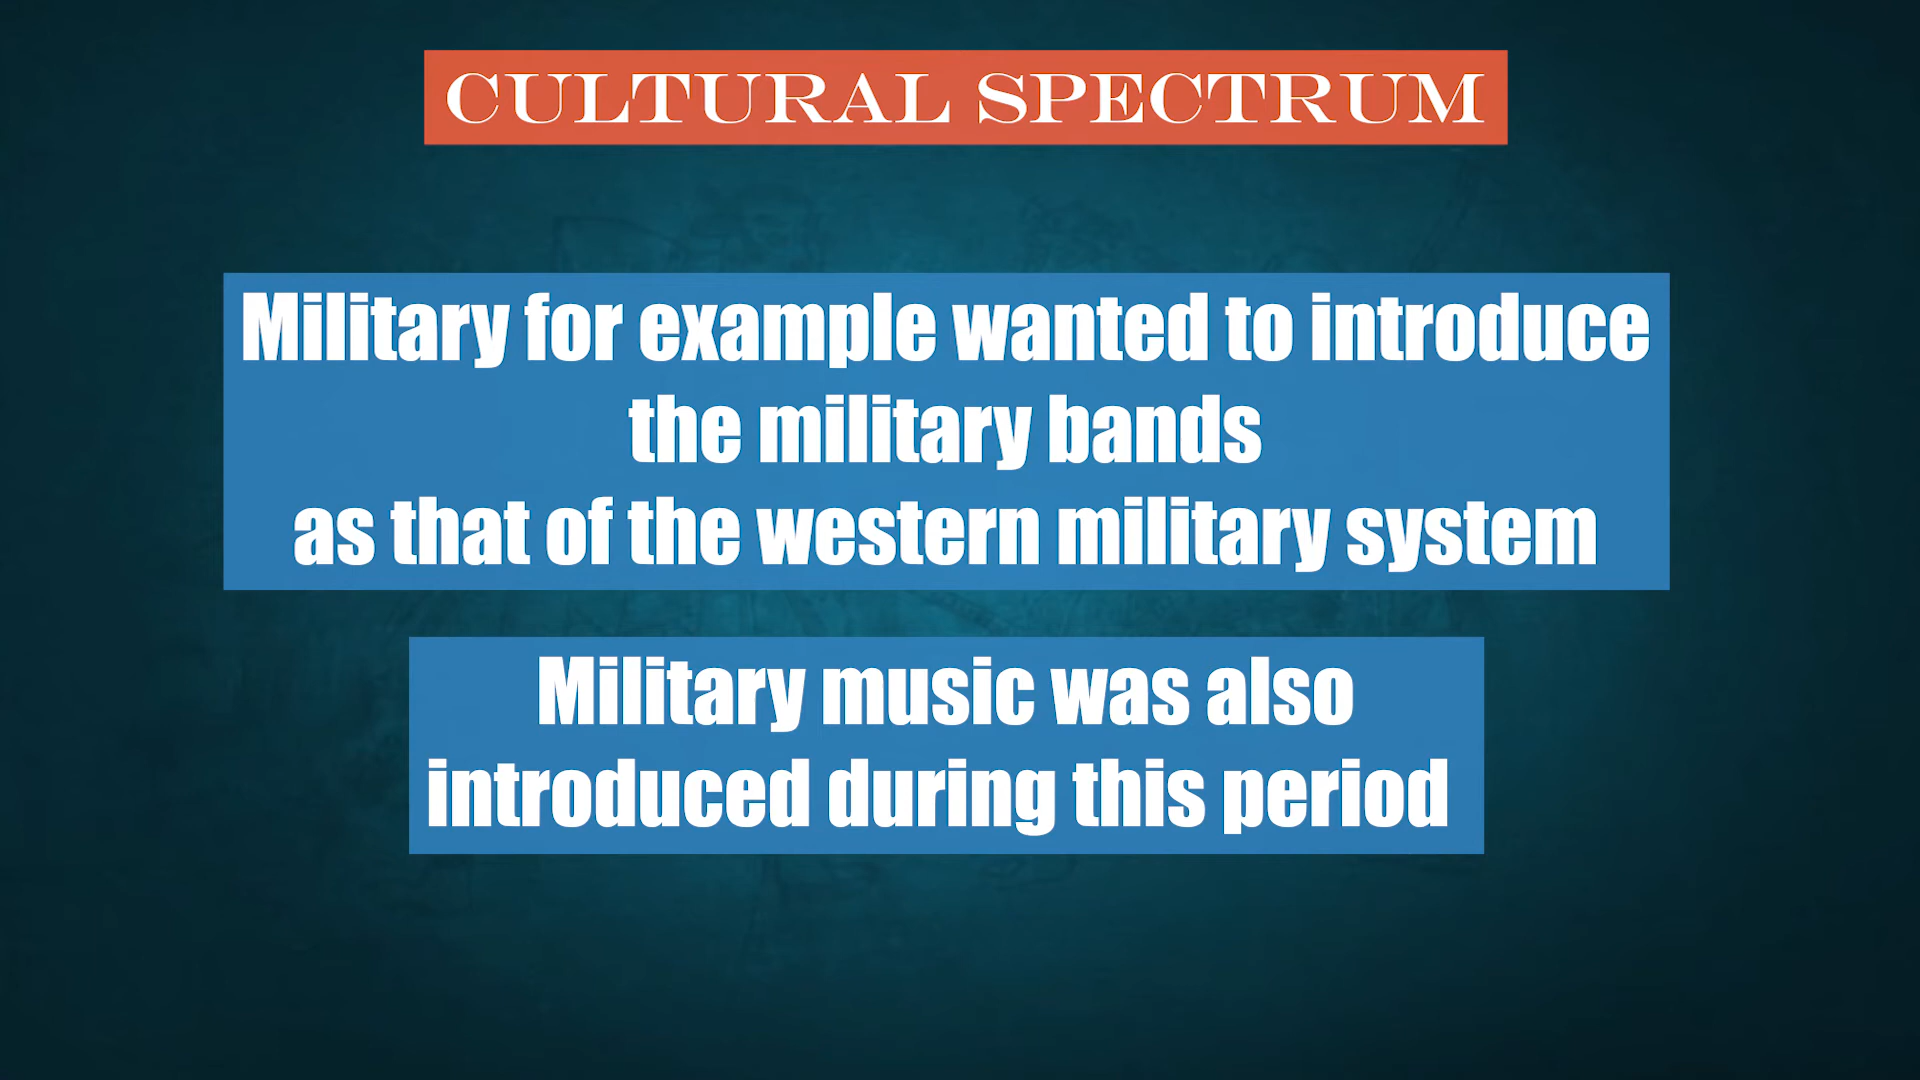 CULTURAL SPECTRUM
Military for example wanted to introduce
the military bands
as that of the western military system
Military music was also
introduced during this period